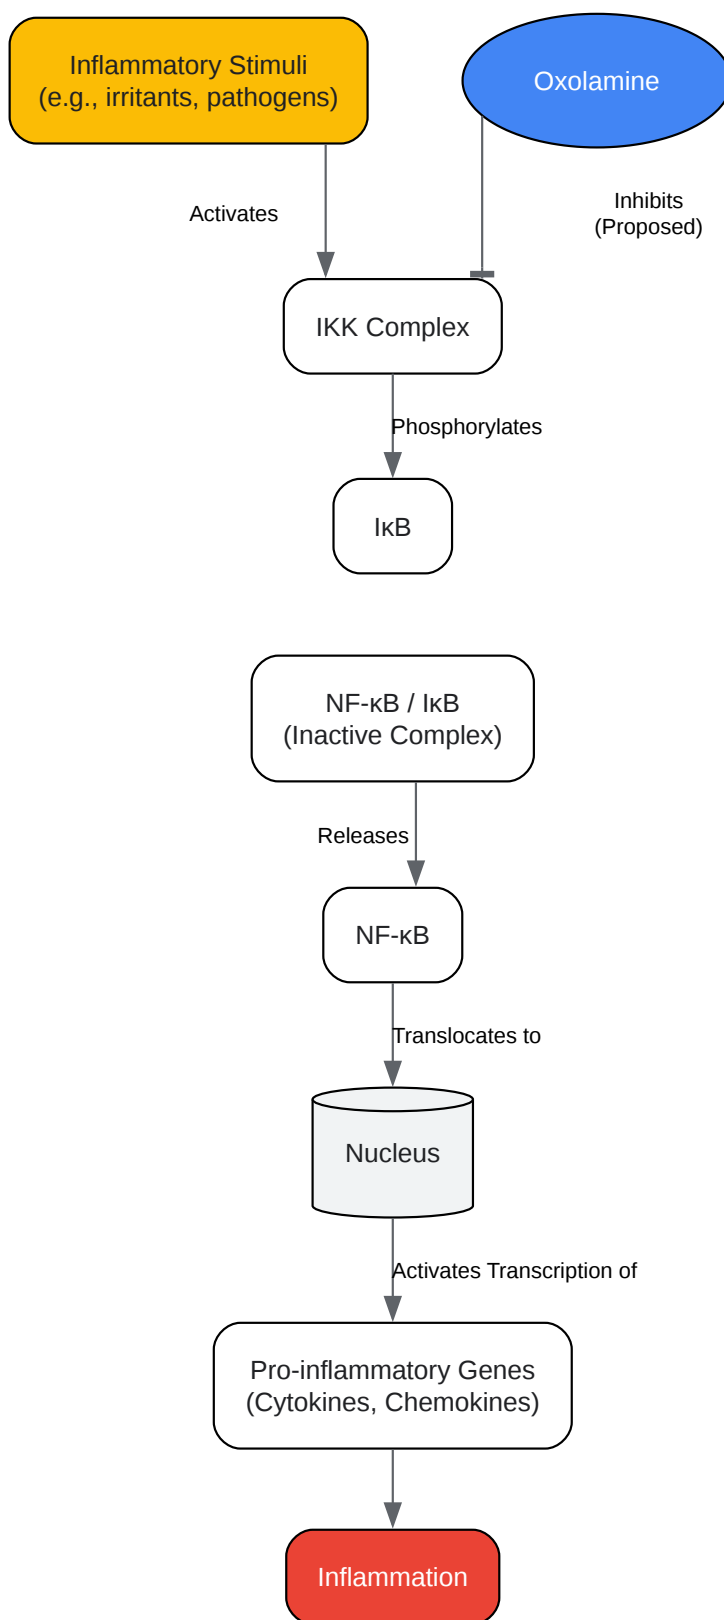 Inflammatory Stimuli
(e.g., irritants, pathogens)
Oxolamine
Activates
Inhibits
(Proposed)
IKK Complex
Phosphorylates
IκB
NF-κB / IκB
(Inactive Complex)
Releases
NF-κB
Translocates to
Nucleus
Activates Transcription of
Pro-inflammatory Genes
(Cytokines, Chemokines)
Inflammation